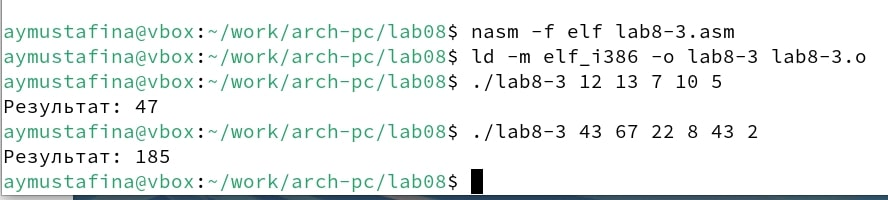 aymustafina@vbox:~/work/arch-pc/lab08$ nasm -f elf lab8-3.asm
aymustafina@vbox:~/work/arch-pc/lab08$ ld -m elf_i386 -o lab8-3 lab8-3.o
aymustafina@vbox:~/work/arch-pc/lab08$ ./lab8-3 12 13 7 10 5
Результат: 47
aymustafina@vbox:~/work/arch-pc/lab08$ ./lab8-3 43 67 22 8 43 2
Результат: 185
aymustafina@vbox:~/work/arch-pc/lab08$